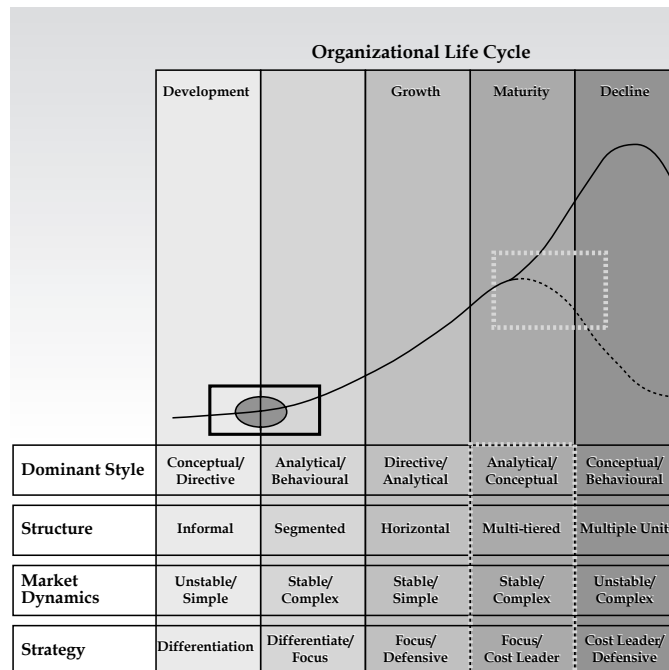 Organizational Life Cycle
Development Growth Maturity Decline
Dominant Style
Conceptual/
Directive
Analytical/
Behavioural
Directive/
Analytical
Analytical/
Conceptual
Conceptual/
Behavioural
Structure
Informal
Segmented
Horizontal
Multi-tiered
Multiple Unit
Market
Dynamics
Unstable/
Simple
Stable/
Complex
Stable/
Simple
Stable/
Complex
Unstable/
Complex
Strategy
Differentiation
Differentiate/
Focus
Focus/
Defensive
Focus/
Cost Leader
Cost Leader/
Defensive